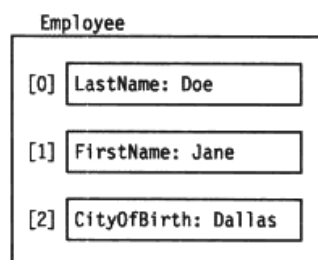 Employee
[0] LastName: Doe
[1] FirstName: Jane
[2] CityOfBirth: Dallas